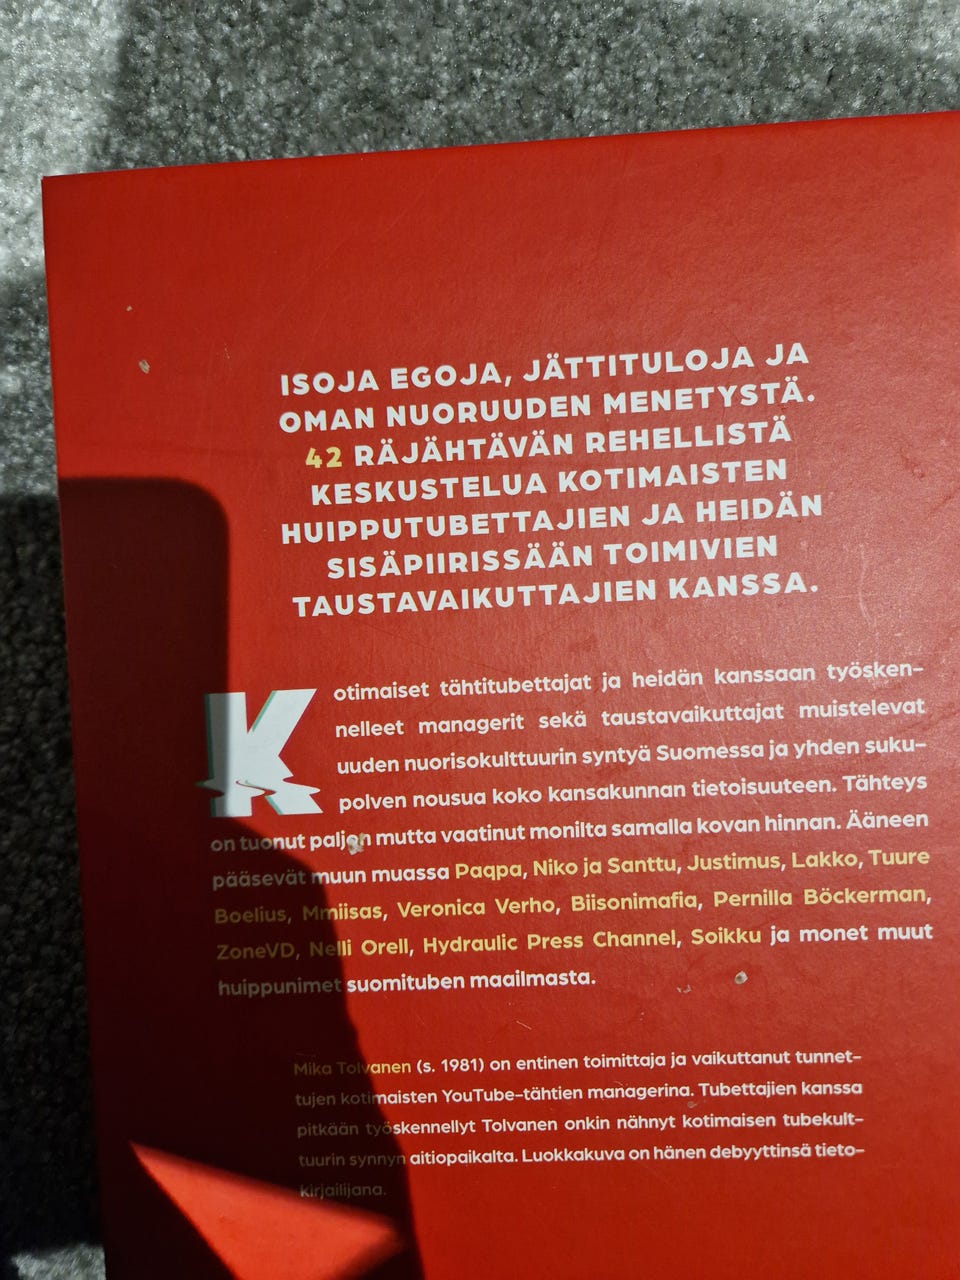 ISOJA EGOJA, JÄTTITULOJA JA
OMAN NUORUUDEN MENETYSTÄ.
42 RÄJÄHTÄVÄN REHELLISTÄ
KESKUSTELUA KOTIMAISTEN
HUIPPUTUBETTAJIEN JA HEIDÄN
SISÄPIIRISSÄÄN TOIMIVIEN
TAUSTAVAIKUTTAJIEN KANSSA.
Kotimaiset tähtitubettajat ja heidän kanssaan työsken-
nelleet managerit sekä taustavaikuttajat muistelevat
uuden nuorisokulttuurin syntyä Suomessa ja yhden suku-
polven nousua koko kansakunnan tietoisuuteen. Tähteys
on tuonut paljon mutta vaatinut monilta samalla kovan hinnan. Ääneen
pääsevät muun muassa Paqpa, Niko ja Santtu, Justimus, Lakko, Tuure
Boelius, Mmiisas, Veronica Verho, Biisonimafia, Pernilla Böckerman,
ZoneVD, Nelli Orell, Hydraulic Press Channel, Soikku ja monet muut
huippunimet suomituben maailmasta.
Mika Tolvanen (s. 1981) on entinen toimittaja ja vaikuttanut tunnet-
tujen kotimaisten YouTube-tähtien managerina. Tubettajien kanssa
pitkään työskennellyt Tolvanen onkin nähnyt kotimaisen tubekult-
tuurin synnyn aitiopaikalta. Luokkakuva on hänen debyyttinsä tieto-
kirjailijana.